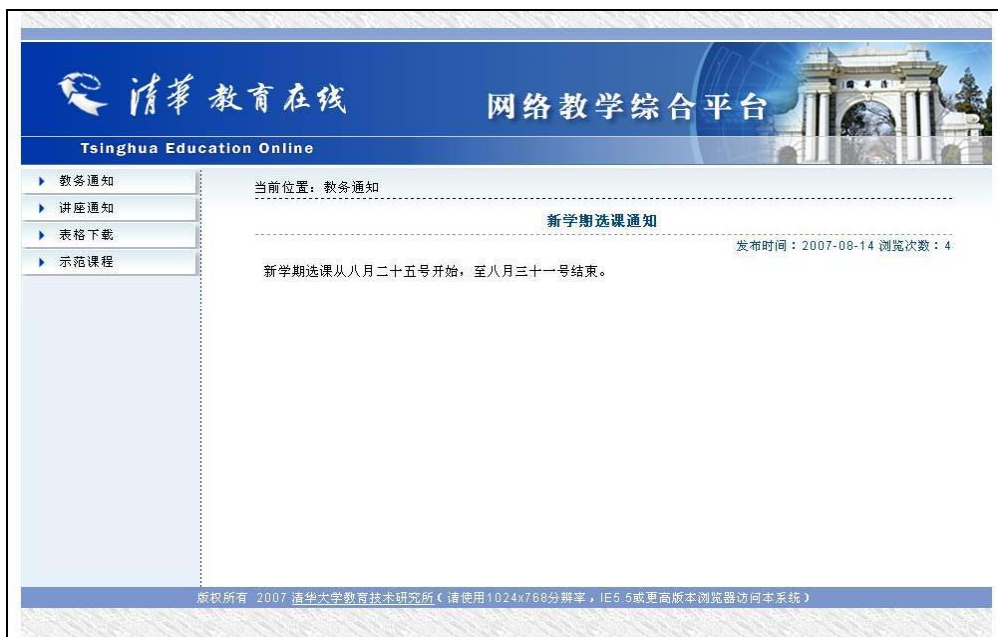 清华教育在线
网络教学综合平台
Tsinghua Education Online
教务通知
讲座通知
表格下载
示范课程
当前位置：教务通知
新学期选课通知
发布时间：2007-08-14 浏览次数：4
新学期选课从八月二十五号开始，至八月三十一号结束。
版权所有 2007 清华大学教育技术研究所（请使用1024x768分辨率，IE5.5或更高版本浏览器访问本系统）